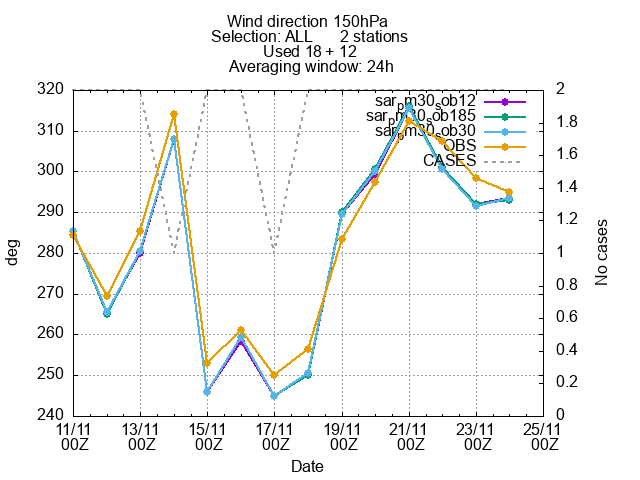 Wind direction 150hPa
Selection: ALL 2 stations
Used 18 + 12
Averaging window: 24h
320
310
300
290
280
270
260
250
240
deg
2
1.8
1.6
1.4
1.2
1
0.8
0.6
0.4
0.2
0
No cases
sar_pm30_sob12
sar_pm30_sob185
sar_pm30_sob30
OBS
CASES
11/11 13/11 15/11 17/11 19/11 21/11 23/11 25/11
00Z 00Z 00Z 00Z 00Z 00Z 00Z 00Z
Date